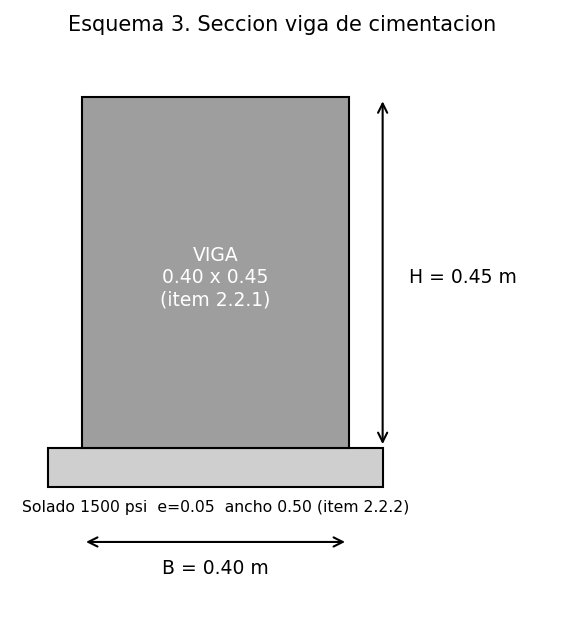 Esquema 3. Seccion viga de cimentacion
VIGA
0.40 x 0.45
(item 2.2.1)
H = 0.45 m
Solado 1500 psi  e=0.05  ancho 0.50 (item 2.2.2)
B = 0.40 m